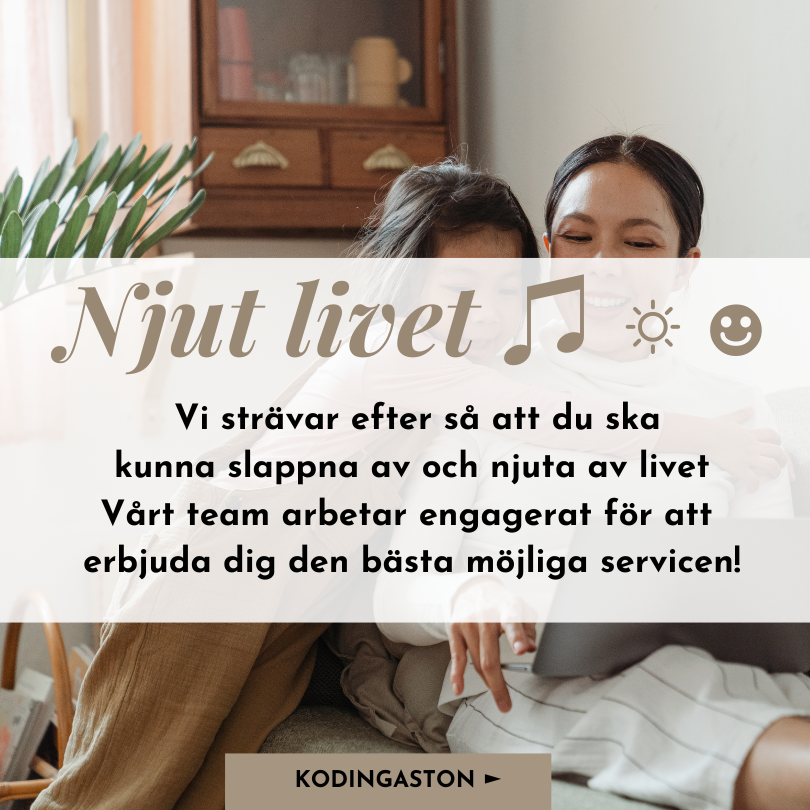 Njut livet
Vi strävar efter så att du ska
kunna slappna av och njuta av livet
Vårt team arbetar engagerat för att
erbjuda dig den bästa möjliga servicen!
KODINGASTON ►